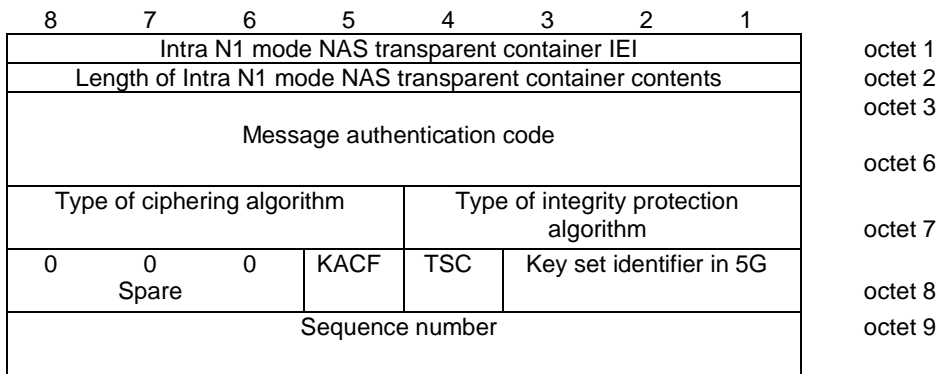 8 7 6 5 4 3 2 1
Intra N1 mode NAS transparent container IEI octet 1
Length of Intra N1 mode NAS transparent container contents octet 2
octet 3
Message authentication code
octet 6
Type of ciphering algorithm Type of integrity protection
algorithm octet 7
0 0 0 KACF TSC Key set identifier in 5G
Spare octet 8
Sequence number octet 9